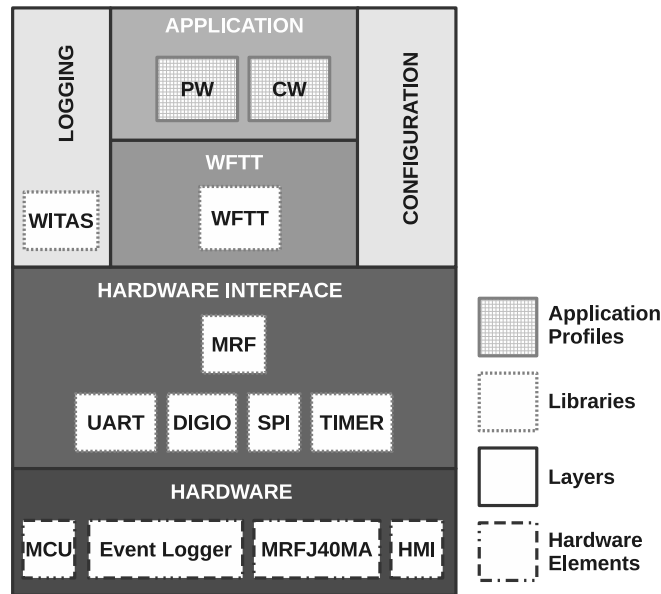 APPLICATION
LOGGING
PW
CW
CONFIGURATION
WFTT
WITAS
WFTT
HARDWARE INTERFACE
MRF
UART
DIGIO
SPI
TIMER
HARDWARE
MCU
Event Logger
MRFJ40MA
HMI
Application
Profiles
Libraries
Layers
Hardware
Elements